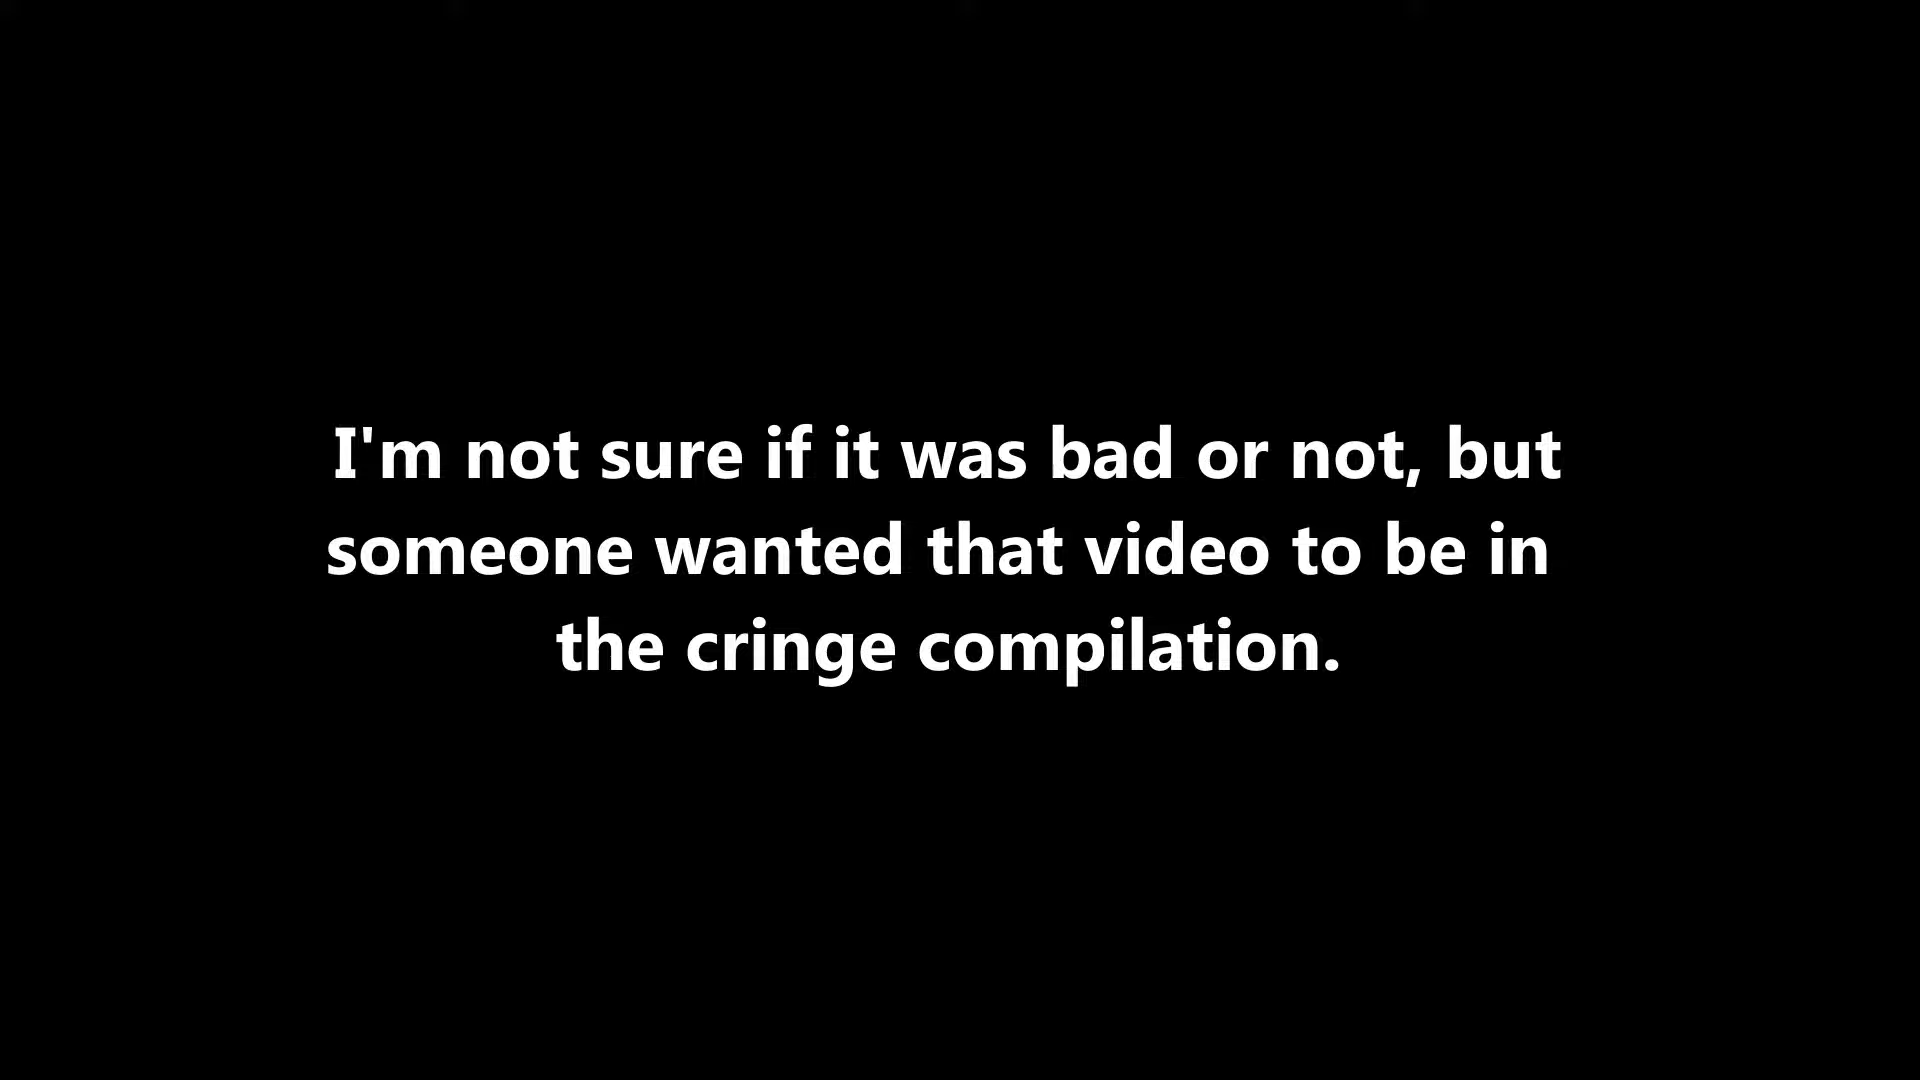 I'm not sure if it was bad or not, but
someone wanted that video to be in
the cringe compilation.